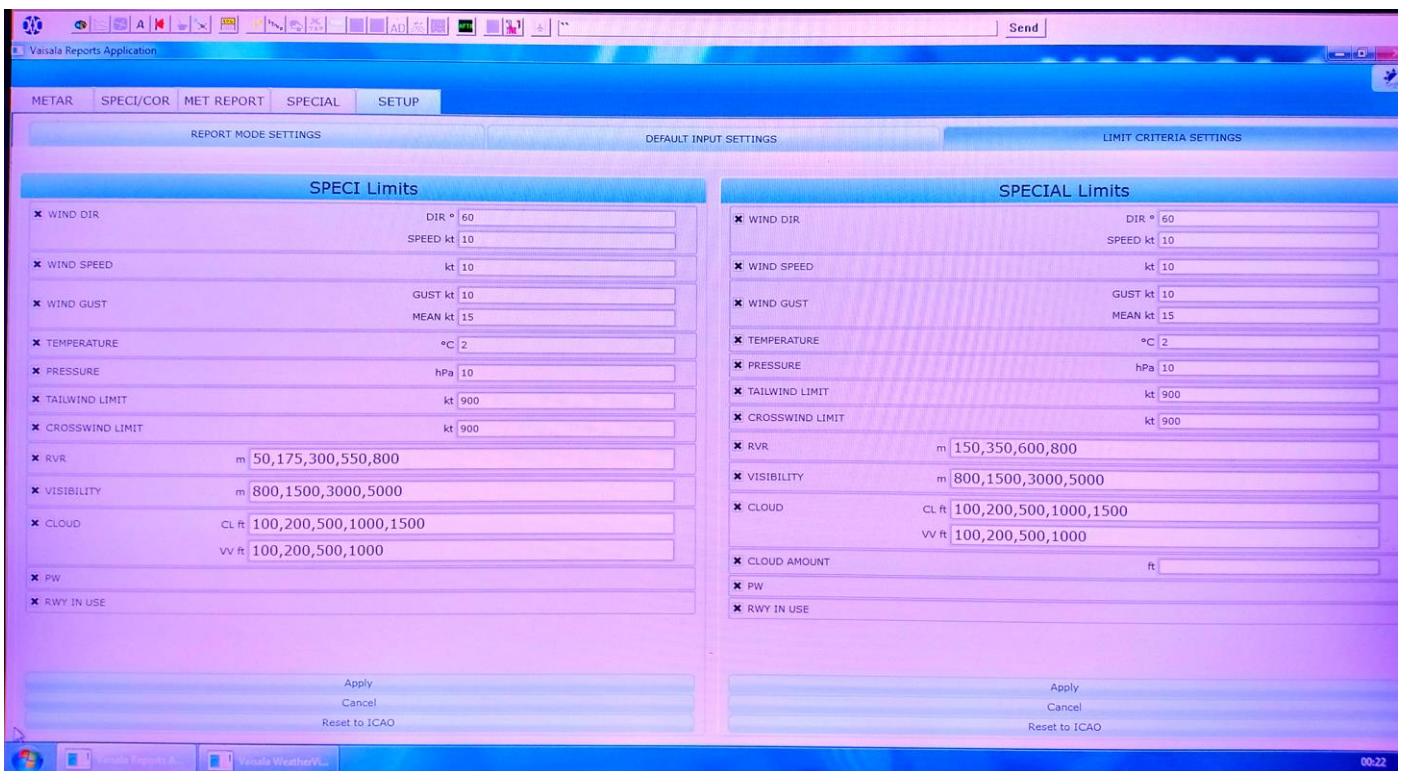 Send
Vaisala Reports Application
METAR SPECI/COR MET REPORT SPECIAL SETUP
REPORT MODE SETTINGS DEFAULT INPUT SETTINGS LIMIT CRITERIA SETTINGS
SPECI Limits
WIND DIR DIR ° 60
SPEED kt 10
WIND SPEED kt 10
WIND GUST GUST kt 10
MEAN kt 15
TEMPERATURE °C 2
PRESSURE hPa 10
TAILWIND LIMIT kt 900
CROSSWIND LIMIT kt 900
RVR m 50,175,300,550,800
VISIBILITY m 800,1500,3000,5000
CLOUD CL ft 100,200,500,1000,1500
VV ft 100,200,500,1000
PW
RWY IN USE
Apply
Cancel
Reset to ICAO
SPECIAL Limits
WIND DIR DIR ° 60
SPEED kt 10
WIND SPEED kt 10
WIND GUST GUST kt 10
MEAN kt 15
TEMPERATURE °C 2
PRESSURE hPa 10
TAILWIND LIMIT kt 900
CROSSWIND LIMIT kt 900
RVR m 150,350,600,800
VISIBILITY m 800,1500,3000,5000
CLOUD CL ft 100,200,500,1000,1500
VV ft 100,200,500,1000
CLOUD AMOUNT ft
PW
RWY IN USE
Apply
Cancel
Reset to ICAO
Vaisala Reports A... Vaisala WeatherVi...
00:22